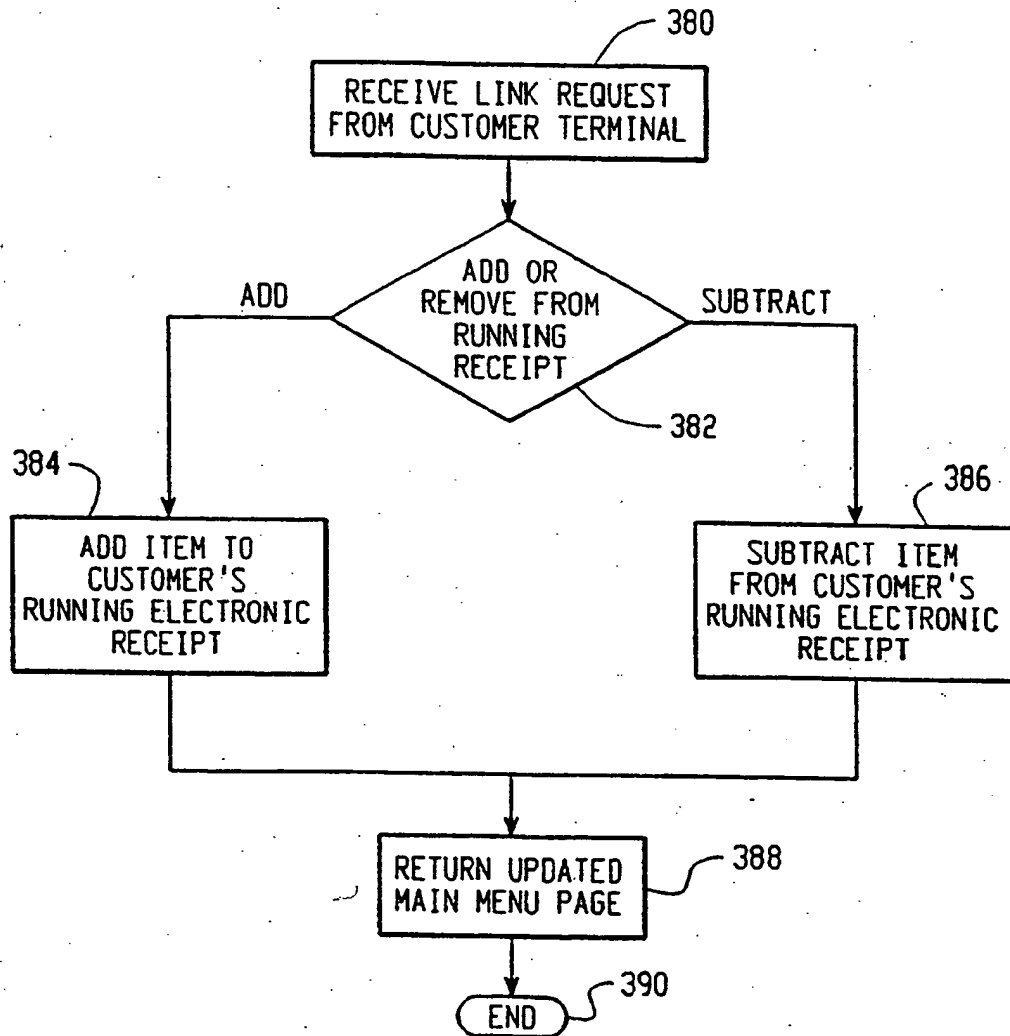 380
RECEIVE LINK REQUEST
FROM CUSTOMER TERMINAL
ADD OR
REMOVE FROM
RUNNING
RECEIPT
ADD
SUBTRACT
382
384
ADD ITEM TO
CUSTOMER'S
RUNNING ELECTRONIC
RECEIPT
386
SUBTRACT ITEM
FROM CUSTOMER'S
RUNNING ELECTRONIC
RECEIPT
RETURN UPDATED
MAIN MENU PAGE
388
END
390